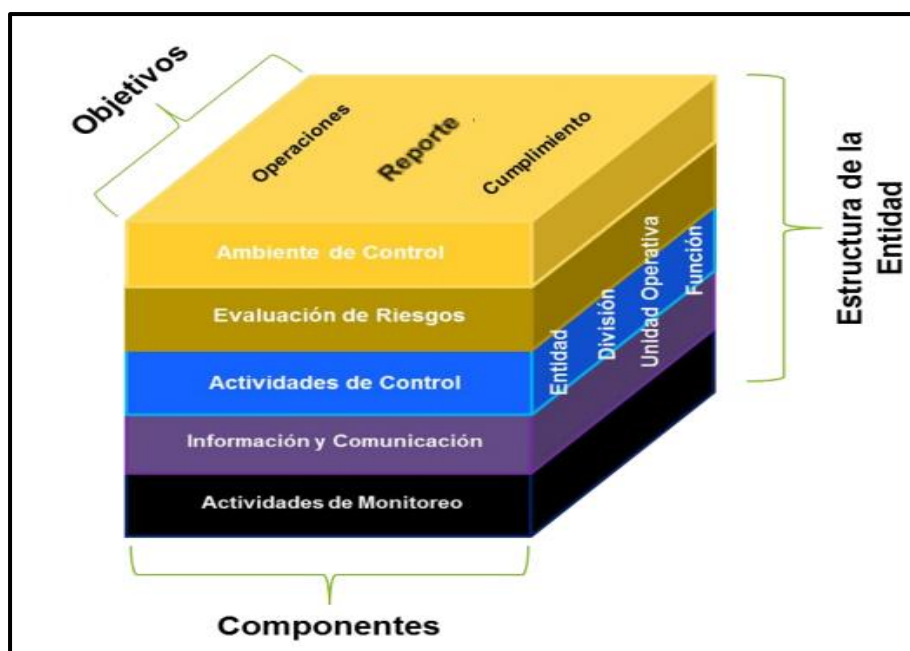 Objetivos
Operaciones
Reporte
Cumplimiento
Ambiente de Control
Evaluación de Riesgos
Actividades de Control
Información y Comunicación
Actividades de Monitoreo
Entidad
División
Unidad Operativa
Función
Estructura de la
Entidad
Componentes